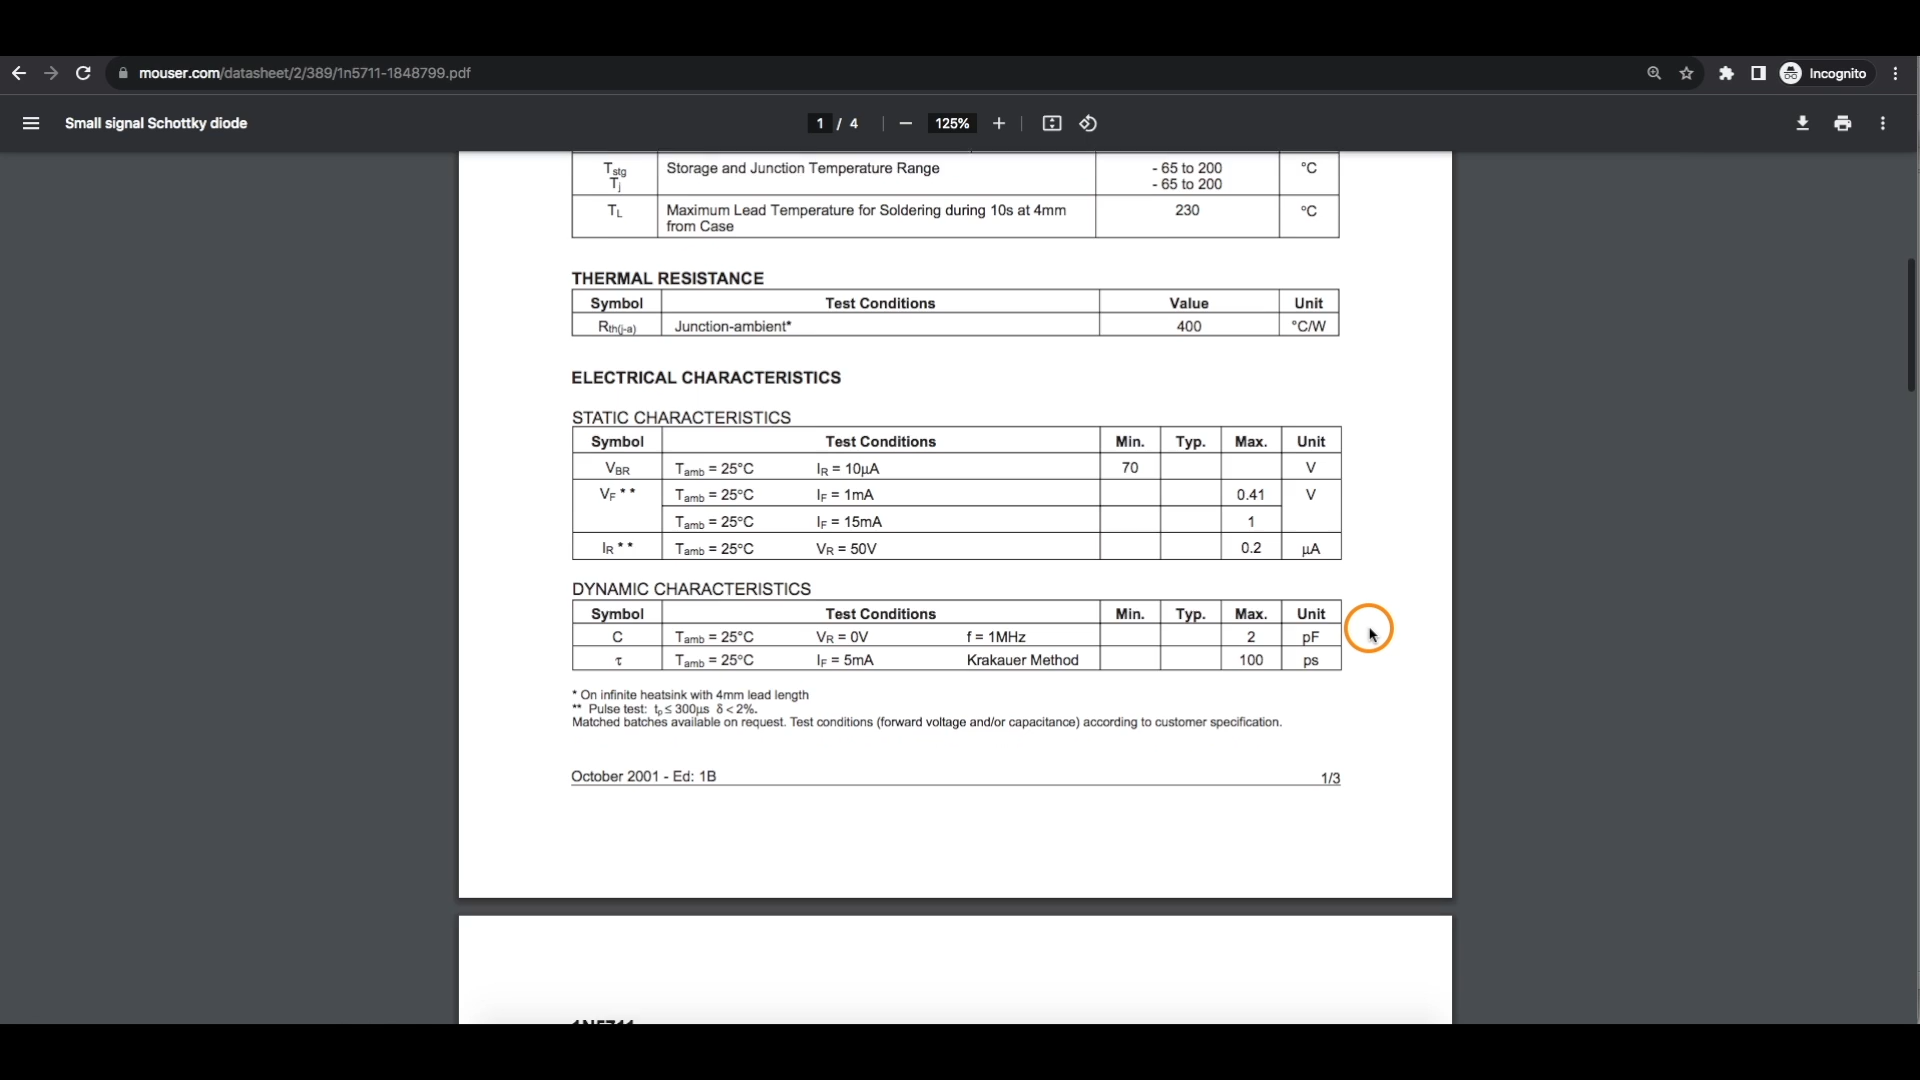 mouser.com/datasheet/2/389/1n5711-1848799.pdf
Incognito
Small signal Schottky diode
1 / 4
125%
Tstg Storage and Junction Temperature Range - 65 to 200 °C
Tj - 65 to 200
TL Maximum Lead Temperature for Soldering during 10s at 4mm 230 °C
from Case
THERMAL RESISTANCE
Symbol Test Conditions Value Unit
Rth(j-a) Junction-ambient* 400 °C/W
ELECTRICAL CHARACTERISTICS
STATIC CHARACTERISTICS
Symbol Test Conditions Min. Typ. Max. Unit
VBR Tamb = 25°C IR = 10µA 70 V
VF * * Tamb = 25°C IF = 1mA 0.41 V
Tamb = 25°C IF = 15mA 1
IR * * Tamb = 25°C VR = 50V 0.2 µA
DYNAMIC CHARACTERISTICS
Symbol Test Conditions Min. Typ. Max. Unit
C Tamb = 25°C VR = 0V f = 1MHz 2 pF
τ Tamb = 25°C IF = 5mA Krakauer Method 100 ps
* On infinite heatsink with 4mm lead length
** Pulse test: tp ≤ 300µs δ < 2%.
Matched batches available on request. Test conditions (forward voltage and/or capacitance) according to customer specification.
October 2001 - Ed: 1B 1/3